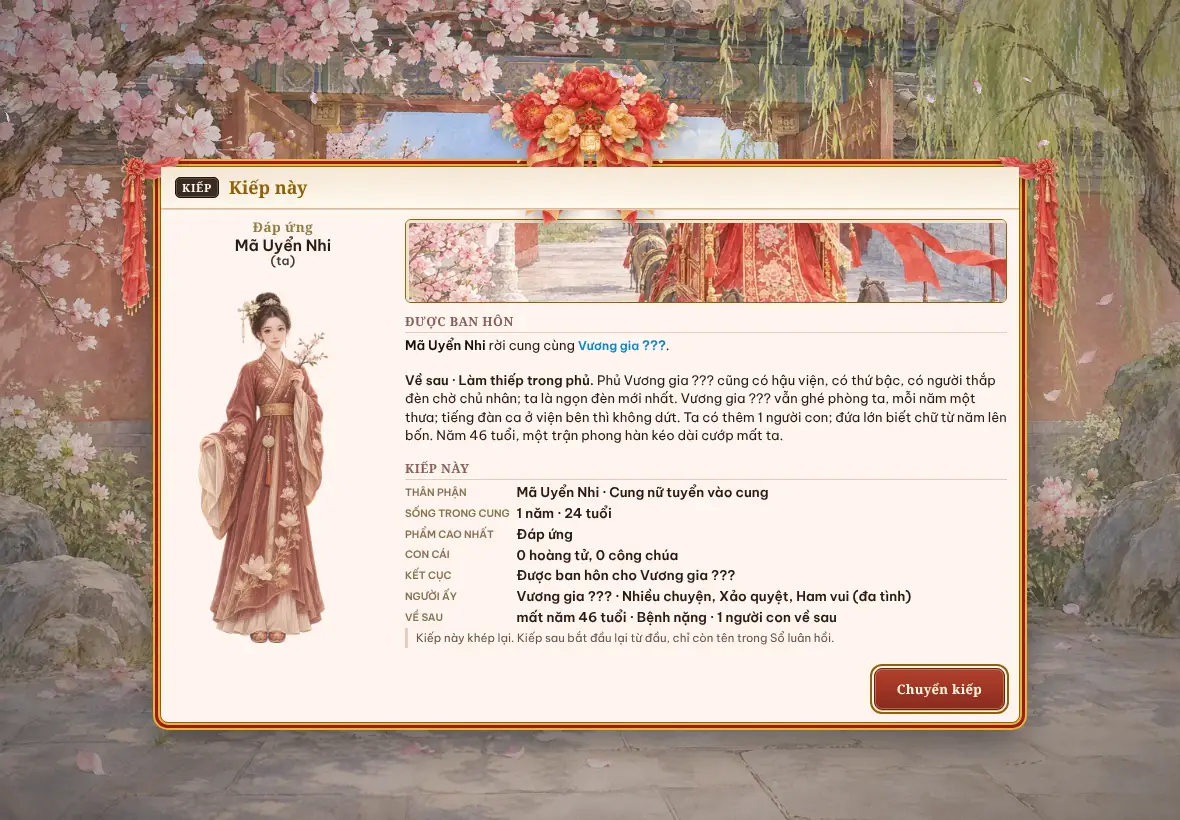 KIẾP Kiếp này
Đáp ứng
Mã Uyển Nhi
(ta)
ĐƯỢC BAN HÔN
Mã Uyển Nhi rời cung cùng Vương gia ???.
Về sau · Làm thiếp trong phủ. Phủ Vương gia ??? cũng có hậu viện, có thứ bậc, có người thắp
đèn chờ chủ nhân; ta là ngọn đèn mới nhất. Vương gia ??? vẫn ghé phòng ta, mỗi năm một
thưa; tiếng đàn ca ở viện bên thì không dứt. Ta có thêm 1 người con; đứa lớn biết chữ từ năm lên
bốn. Năm 46 tuổi, một trận phong hàn kéo dài cướp mất ta.
KIẾP NÀY
THÂN PHẬN Mã Uyển Nhi · Cung nữ tuyển vào cung
SỐNG TRONG CUNG 1 năm · 24 tuổi
PHẨM CAO NHẤT Đáp ứng
CON CÁI 0 hoàng tử, 0 công chúa
KẾT CỤC Được ban hôn cho Vương gia ???
NGƯỜI ẤY Vương gia ??? · Nhiều chuyện, Xảo quyệt, Ham vui (đa tình)
VỀ SAU mất năm 46 tuổi · Bệnh nặng · 1 người con về sau
Kiếp này khép lại. Kiếp sau bắt đầu lại từ đầu, chỉ còn tên trong Sổ luân hồi.
Chuyển kiếp